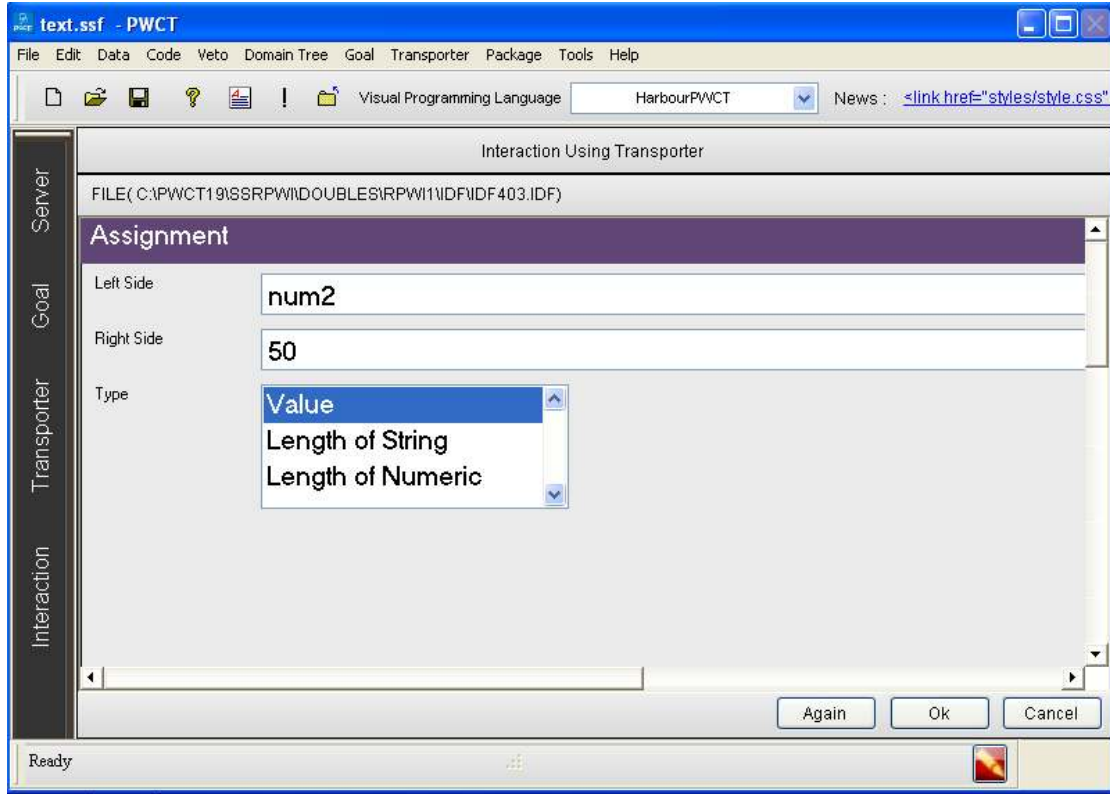 text.ssf - PWCT
File Edit Data Code Veto Domain Tree Goal Transporter Package Tools Help
Visual Programming Language HarbourPWCT News : <link href="styles/style.css"
Server
Goal
Transporter
Interaction
Interaction Using Transporter
FILE( C:\PWCT19\SSRPWI\DOUBLES\RPWI1\IDF\IDF403.IDF)
Assignment
Left Side num2
Right Side 50
Type Value
Length of String
Length of Numeric
Again Ok Cancel
Ready